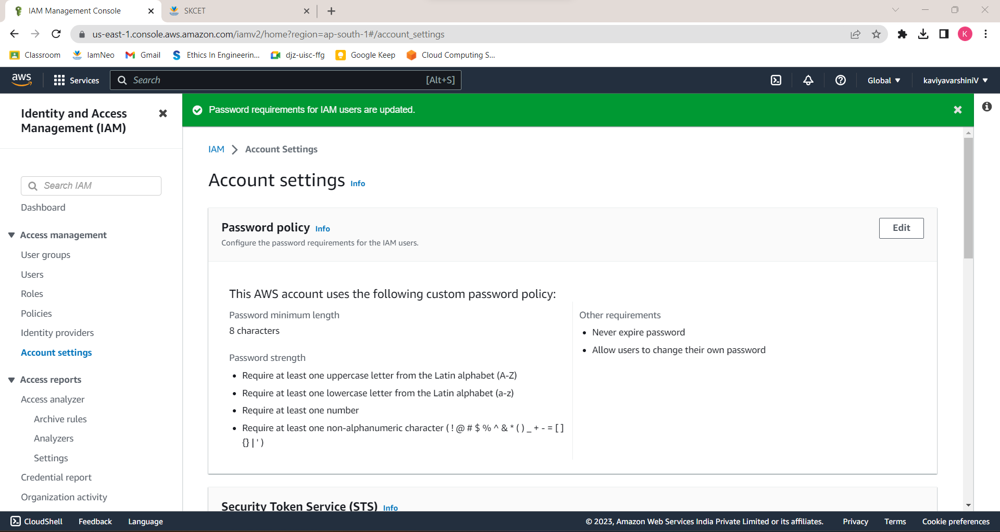 IAM Management Console
SKCET
us-east-1.console.aws.amazon.com/iamv2/home?region=ap-south-1#/account_settings
K
Classroom
IamNeo
Gmail
Ethics In Engineerin...
djz-uisc-ffg
Google Keep
Cloud Computing S...
aws
Services
Search
[Alt+S]
Global
kaviyavarshiniV
Identity and Access
Management (IAM)
Search IAM
Dashboard
Access management
User groups
Users
Roles
Policies
Identity providers
Account settings
Access reports
Access analyzer
Archive rules
Analyzers
Settings
Credential report
Organization activity
Password requirements for IAM users are updated.
IAM
Account Settings
Account settings Info
Password policy Info
Configure the password requirements for the IAM users.
Edit
This AWS account uses the following custom password policy:
Password minimum length
8 characters
Password strength
• Require at least one uppercase letter from the Latin alphabet (A-Z)
• Require at least one lowercase letter from the Latin alphabet (a-z)
• Require at least one number
• Require at least one non-alphanumeric character ( ! @ # $ % ^ & * ( ) _ + - = [ ]
{} | ' )
Other requirements
• Never expire password
• Allow users to change their own password
Security Token Service (STS) Info
CloudShell
Feedback
Language
© 2023, Amazon Web Services India Private Limited or its affiliates.
Privacy
Terms
Cookie preferences